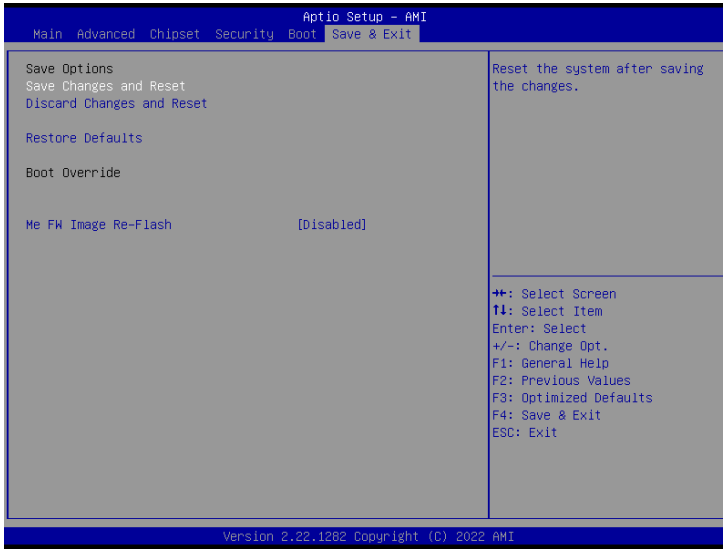 Aptio Setup – AMI
Main Advanced Chipset Security Boot Save & Exit
Save Options
Save Changes and Reset
Discard Changes and Reset
Restore Defaults
Boot Override
Me FW Image Re-Flash [Disabled]
Reset the system after saving
the changes.
→←: Select Screen
↑↓: Select Item
Enter: Select
+/-: Change Opt.
F1: General Help
F2: Previous Values
F3: Optimized Defaults
F4: Save & Exit
ESC: Exit
Version 2.22.1282 Copyright (C) 2022 AMI